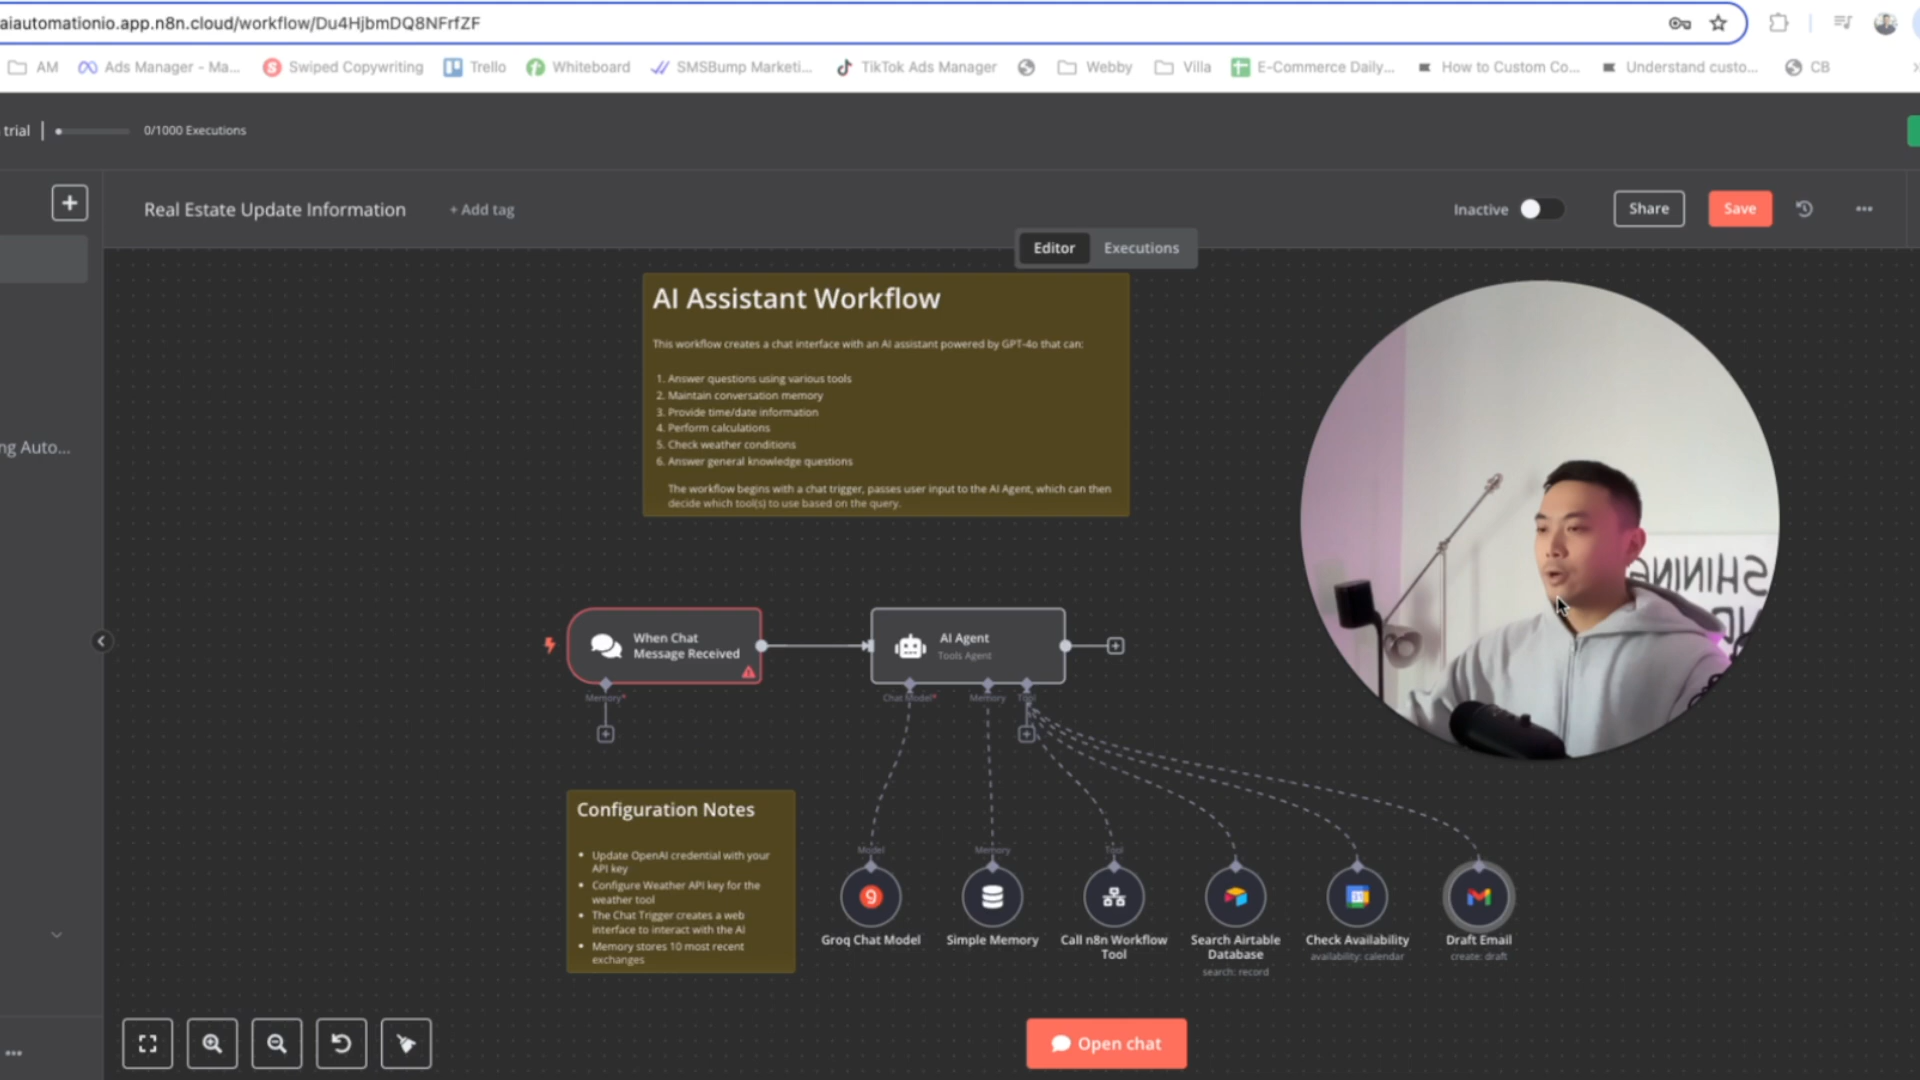 aiautomationio.app.n8n.cloud/workflow/Du4HjbmDQ8NFrfZF
AM Ads Manager - Ma... Swiped Copywriting Trello Whiteboard SMSBump Marketi... TikTok Ads Manager Webby Villa E-Commerce Daily... How to Custom Co... Understand custo... CB
trial 0/1000 Executions
Real Estate Update Information + Add tag Inactive Share Save
Editor Executions
AI Assistant Workflow
This workflow creates a chat interface with an AI assistant powered by GPT-4o that can:
1. Answer questions using various tools
2. Maintain conversation memory
3. Provide time/date information
4. Perform calculations
5. Check weather conditions
6. Answer general knowledge questions
The workflow begins with a chat trigger, passes user input to the AI Agent, which can then
decide which tool(s) to use based on the query.
ng Auto...
SHINING
When Chat
Message Received
AI Agent
Tools Agent
Memory*
Chat Model*
Memory
Tool
Configuration Notes
• Update OpenAI credential with your
API key
• Configure Weather API key for the
weather tool
• The Chat Trigger creates a web
interface to interact with the AI
• Memory stores 10 most recent
exchanges
Model
Memory
Tool
Groq Chat Model
Simple Memory
Call n8n Workflow
Tool
Search Airtable
Database
search: record
Check Availability
availability: calendar
Draft Email
create: draft
Open chat